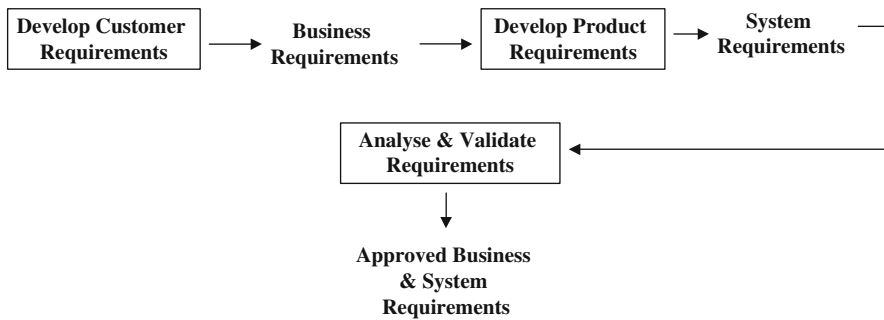 Develop Customer
Requirements
Business
Requirements
Develop Product
Requirements
System
Requirements
Analyse & Validate
Requirements
Approved Business
& System
Requirements